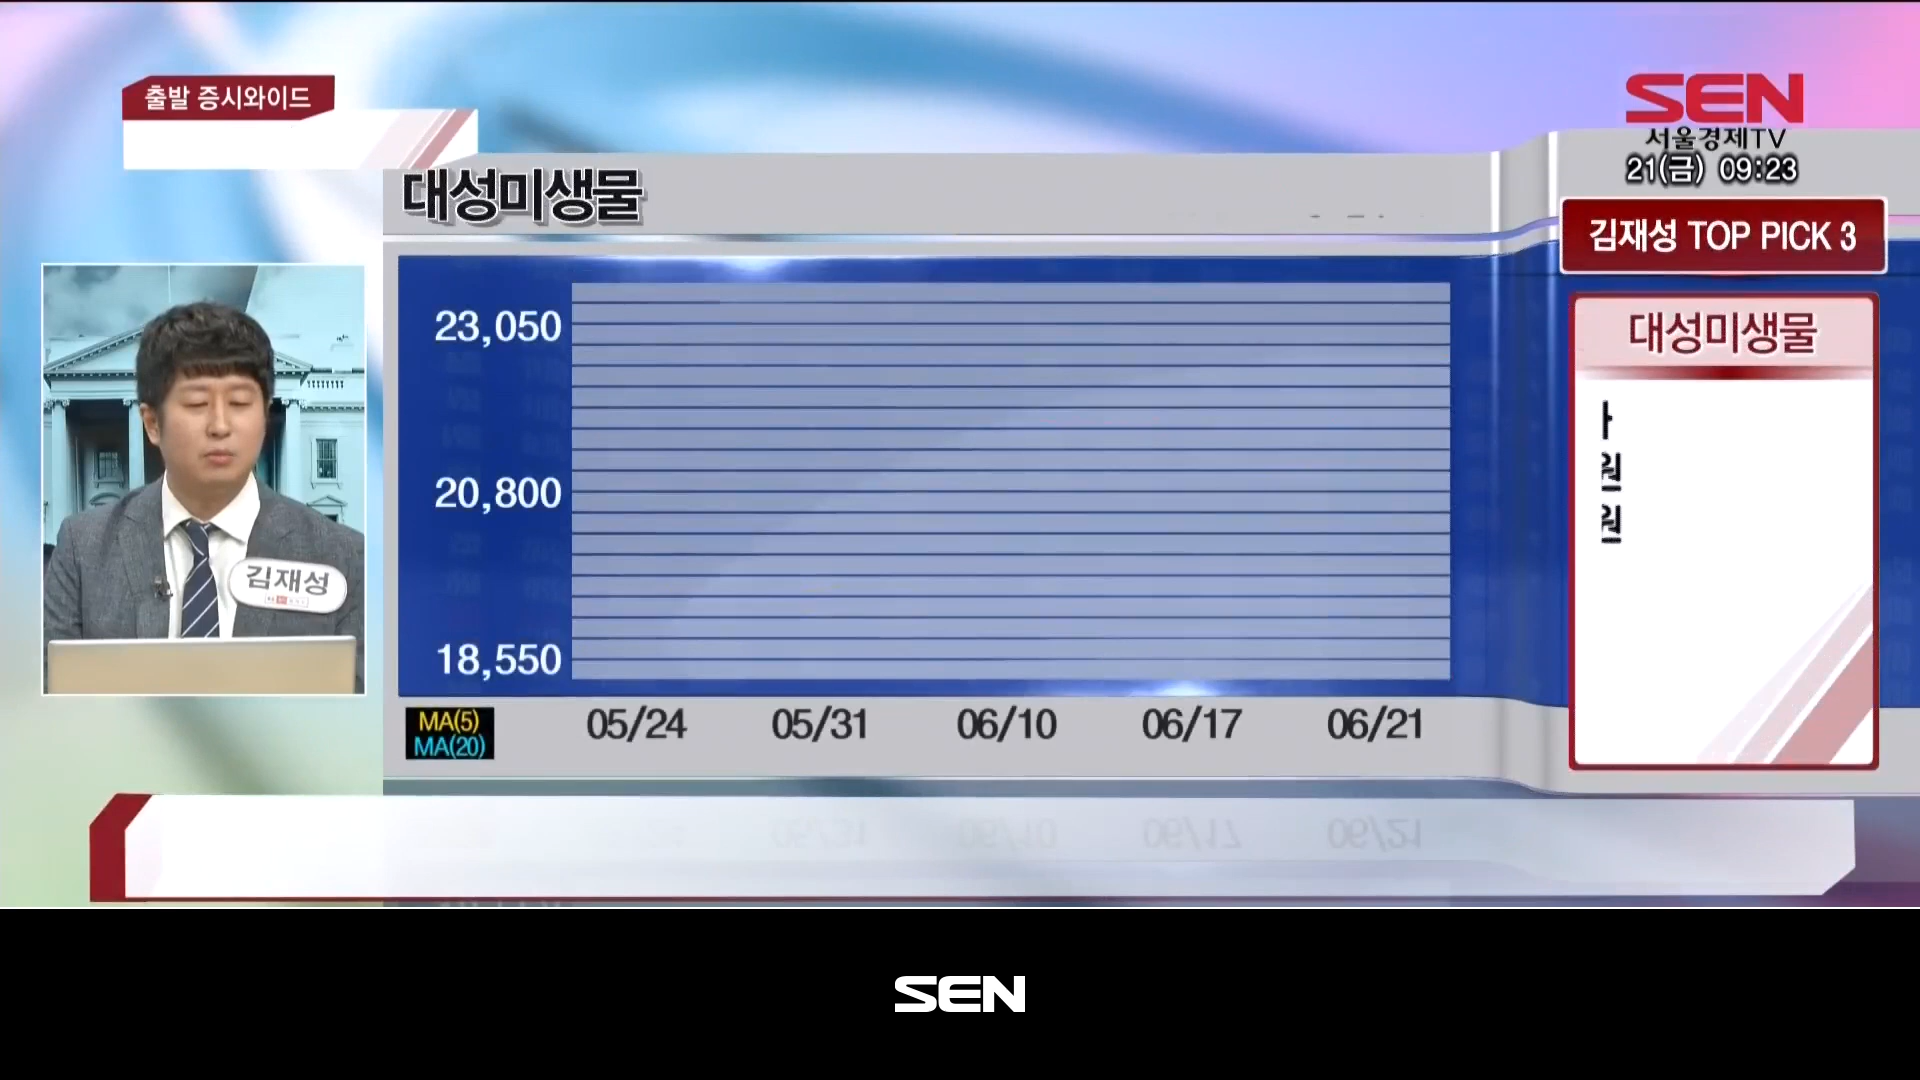 출발 증시와이드
SEN
서울경제TV
21(금) 09:23
대성미생물
김재성 TOP PICK 3
대성미생물
원
원
23,050
20,800
18,550
김재성
MA(5)
MA(20)
05/24 05/31 06/10 06/17 06/21
SEN